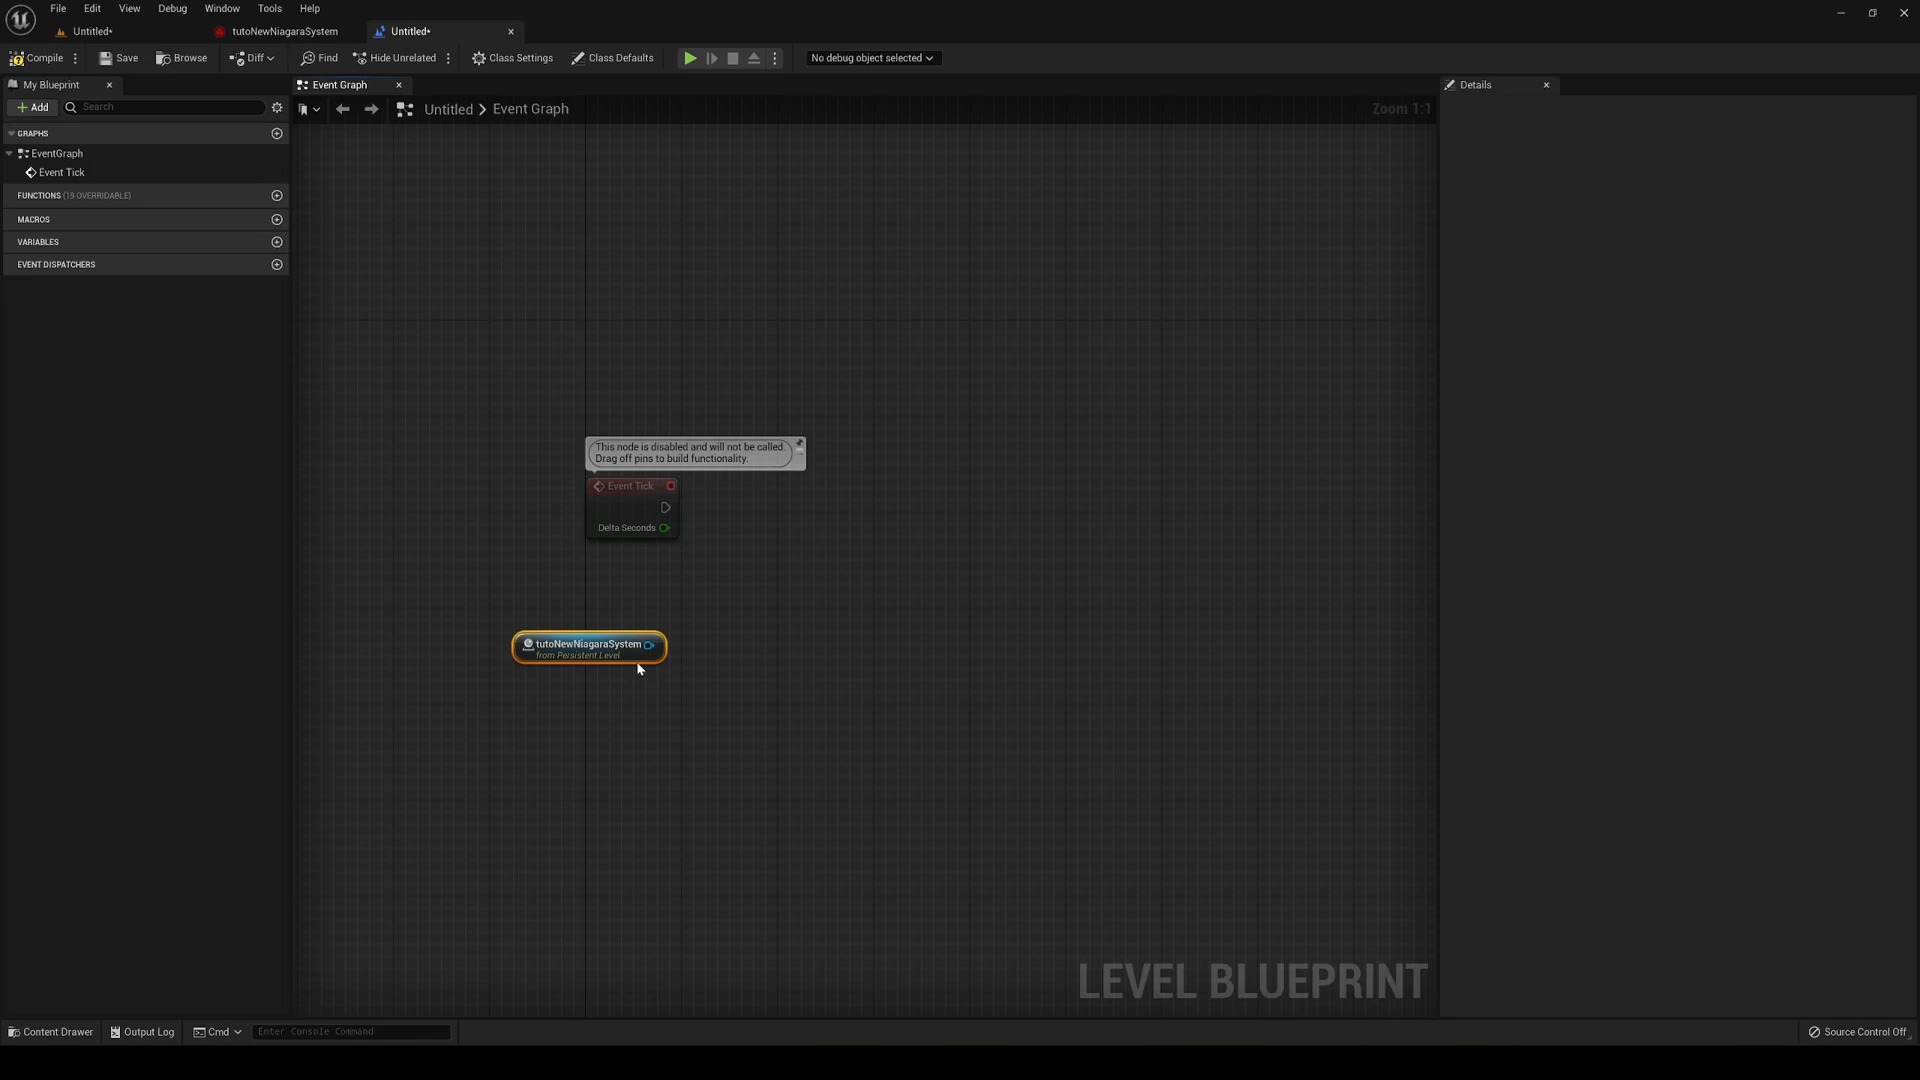 File Edit View Debug Window Tools Help
Untitled* tutoNewNiagaraSystem Untitled*
Compile Save Browse Diff Find Hide Unrelated Class Settings Class Defaults No debug object selected
My Blueprint Event Graph Details
Add Search
Untitled > Event Graph Zoom 1:1
GRAPHS
EventGraph
Event Tick
FUNCTIONS (19 OVERRIDABLE)
MACROS
VARIABLES
EVENT DISPATCHERS
This node is disabled and will not be called.
Drag off pins to build functionality.
Event Tick
Delta Seconds
tutoNewNiagaraSystem
from Persistent Level
LEVEL BLUEPRINT
Content Drawer Output Log Cmd Enter Console Command Source Control Off